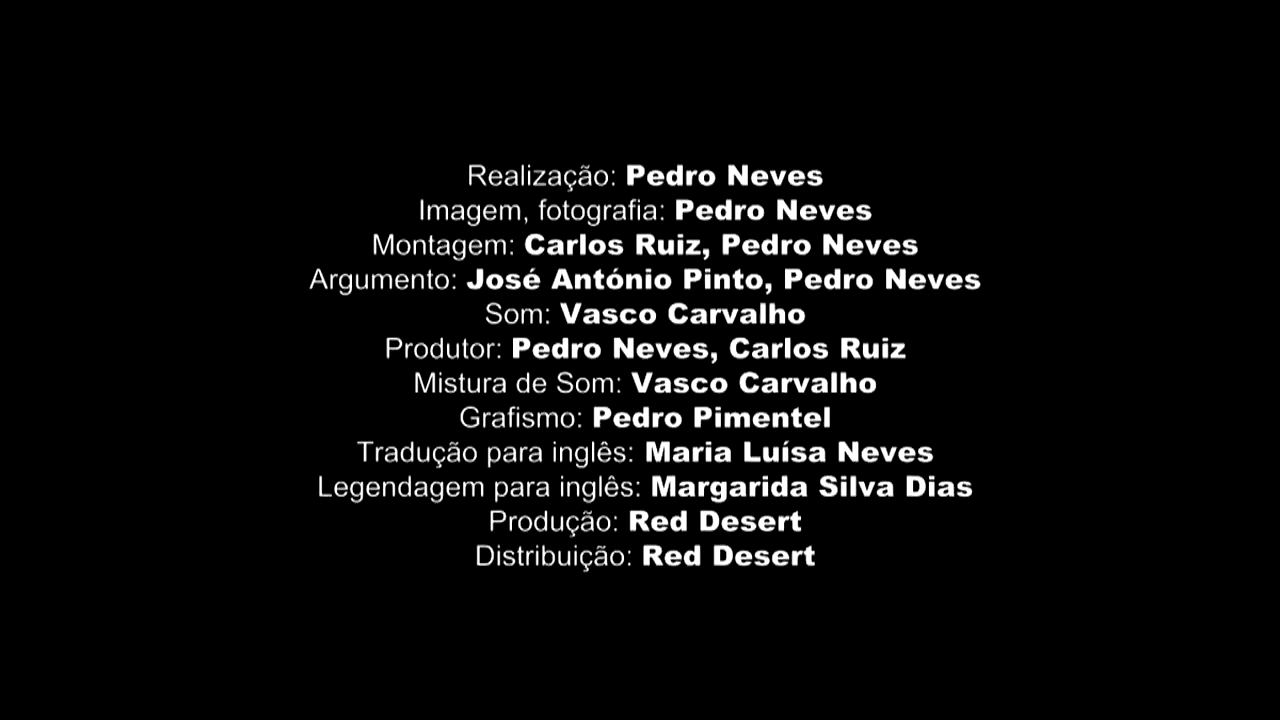 Realização: Pedro Neves
Imagem, fotografia: Pedro Neves
Montagem: Carlos Ruiz, Pedro Neves
Argumento: José António Pinto, Pedro Neves
Som: Vasco Carvalho
Produtor: Pedro Neves, Carlos Ruiz
Mistura de Som: Vasco Carvalho
Grafismo: Pedro Pimentel
Tradução para inglês: Maria Luísa Neves
Legendagem para inglês: Margarida Silva Dias
Produção: Red Desert
Distribuição: Red Desert